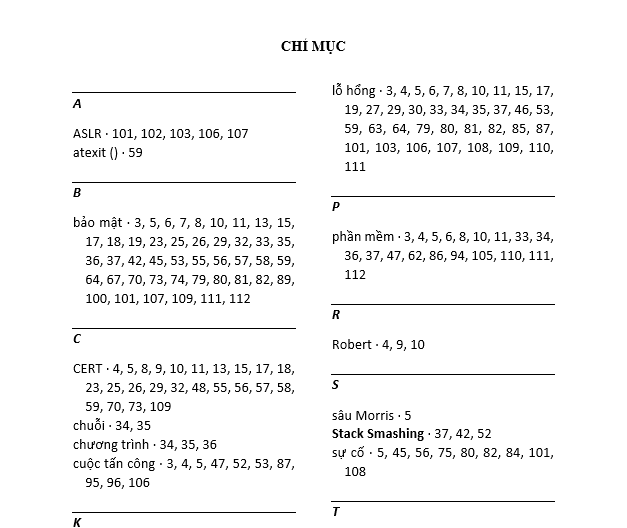 CHỈ MỤC
A
ASLR · 101, 102, 103, 106, 107
atexit () · 59
B
bảo mật · 3, 5, 6, 7, 8, 10, 11, 13, 15,
17, 18, 19, 23, 25, 26, 29, 32, 33, 35,
36, 37, 42, 45, 53, 55, 56, 57, 58, 59,
64, 67, 70, 73, 74, 79, 80, 81, 82, 89,
100, 101, 107, 109, 111, 112
C
CERT · 4, 5, 8, 9, 10, 11, 13, 15, 17, 18,
23, 25, 26, 29, 32, 48, 55, 56, 57, 58,
59, 70, 73, 109
chuỗi · 34, 35
chương trình · 34, 35, 36
cuộc tấn công · 3, 4, 5, 47, 52, 53, 87,
95, 96, 106
K
lỗ hổng · 3, 4, 5, 6, 7, 8, 10, 11, 15, 17,
19, 27, 29, 30, 33, 34, 35, 37, 46, 53,
59, 63, 64, 79, 80, 81, 82, 85, 87,
101, 103, 106, 107, 108, 109, 110,
111
P
phần mềm · 3, 4, 5, 6, 8, 10, 11, 33, 34,
36, 37, 47, 62, 86, 94, 105, 110, 111,
112
R
Robert · 4, 9, 10
S
sâu Morris · 5
Stack Smashing · 37, 42, 52
sự cố · 5, 45, 56, 75, 80, 82, 84, 101,
108
T